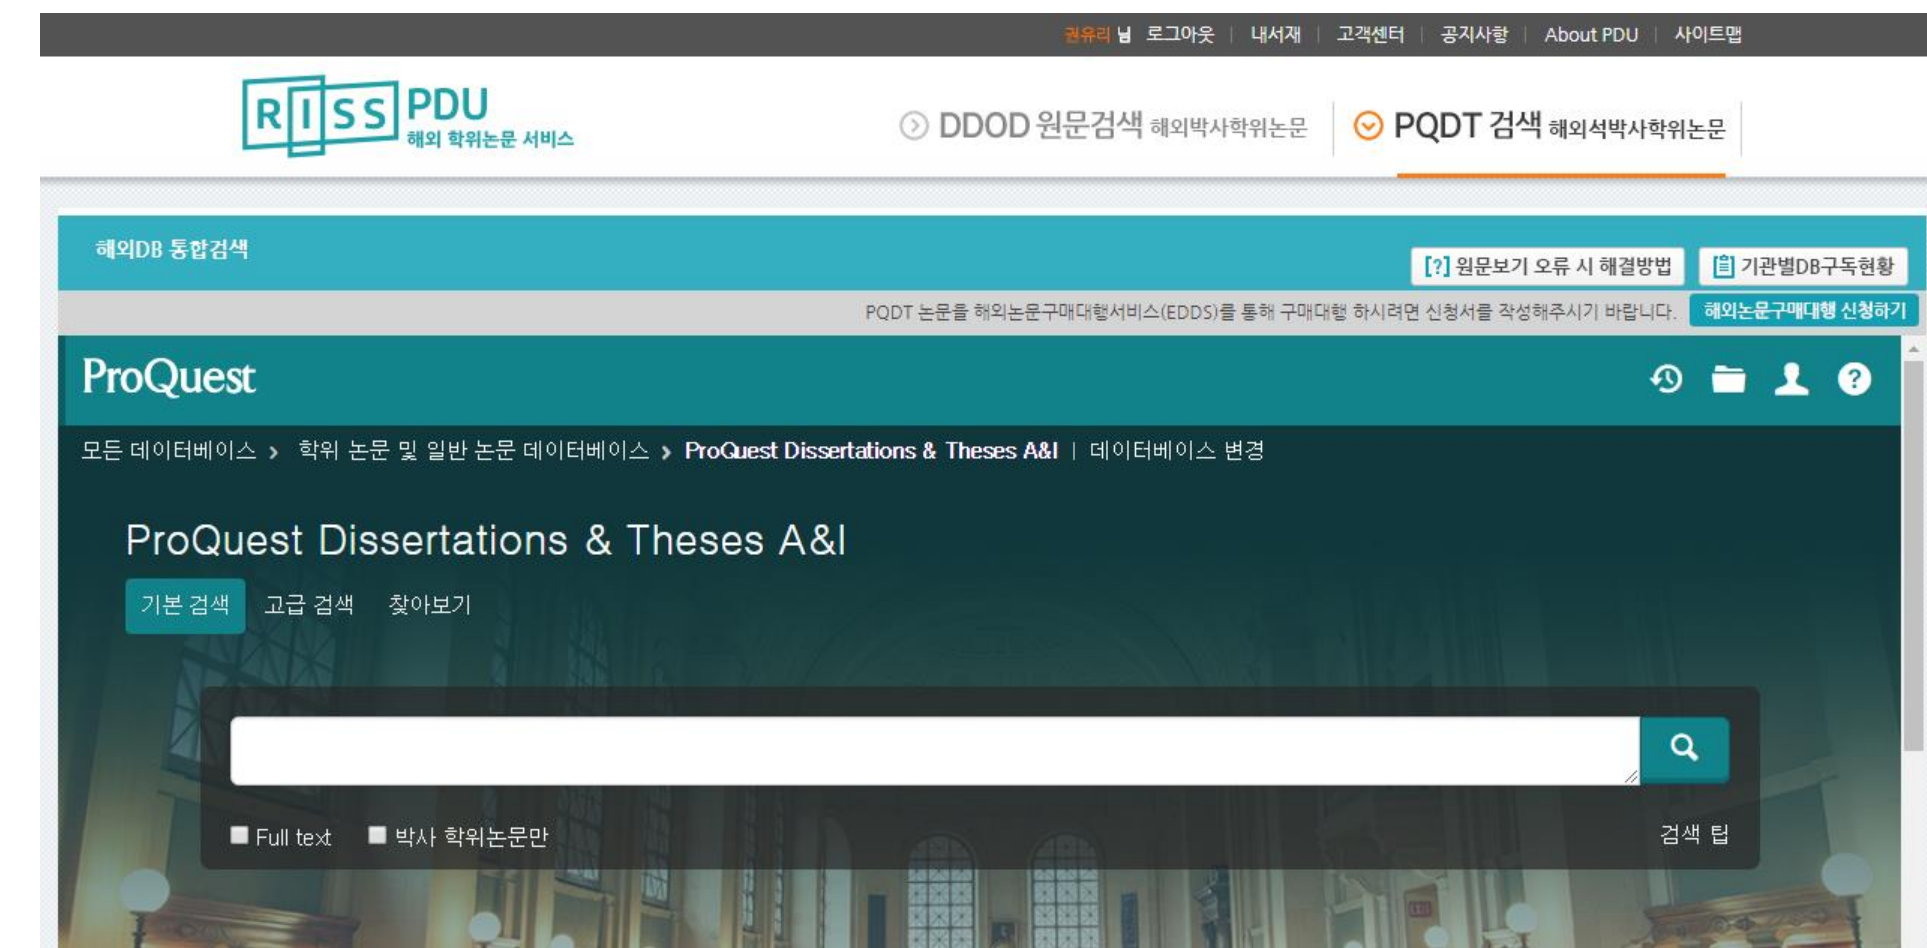 권유리 님 로그아웃 | 내서재 | 고객센터 | 공지사항 | About PDU | 사이트맵
RISS PDU
해외 학위논문 서비스
DDOD 원문검색 해외박사학위논문
PQDT 검색 해외석박사학위논문
해외DB 통합검색
[?] 원문보기 오류 시 해결방법
기관별DB구독현황
PQDT 논문을 해외논문구매대행서비스(EDDS)를 통해 구매대행 하시려면 신청서를 작성해주시기 바랍니다.
해외논문구매대행 신청하기
ProQuest
모든 데이터베이스 > 학위 논문 및 일반 논문 데이터베이스 > ProQuest Dissertations & Theses A&I | 데이터베이스 변경
ProQuest Dissertations & Theses A&I
기본 검색 고급 검색 찾아보기
Full text 박사 학위논문만
검색 팁